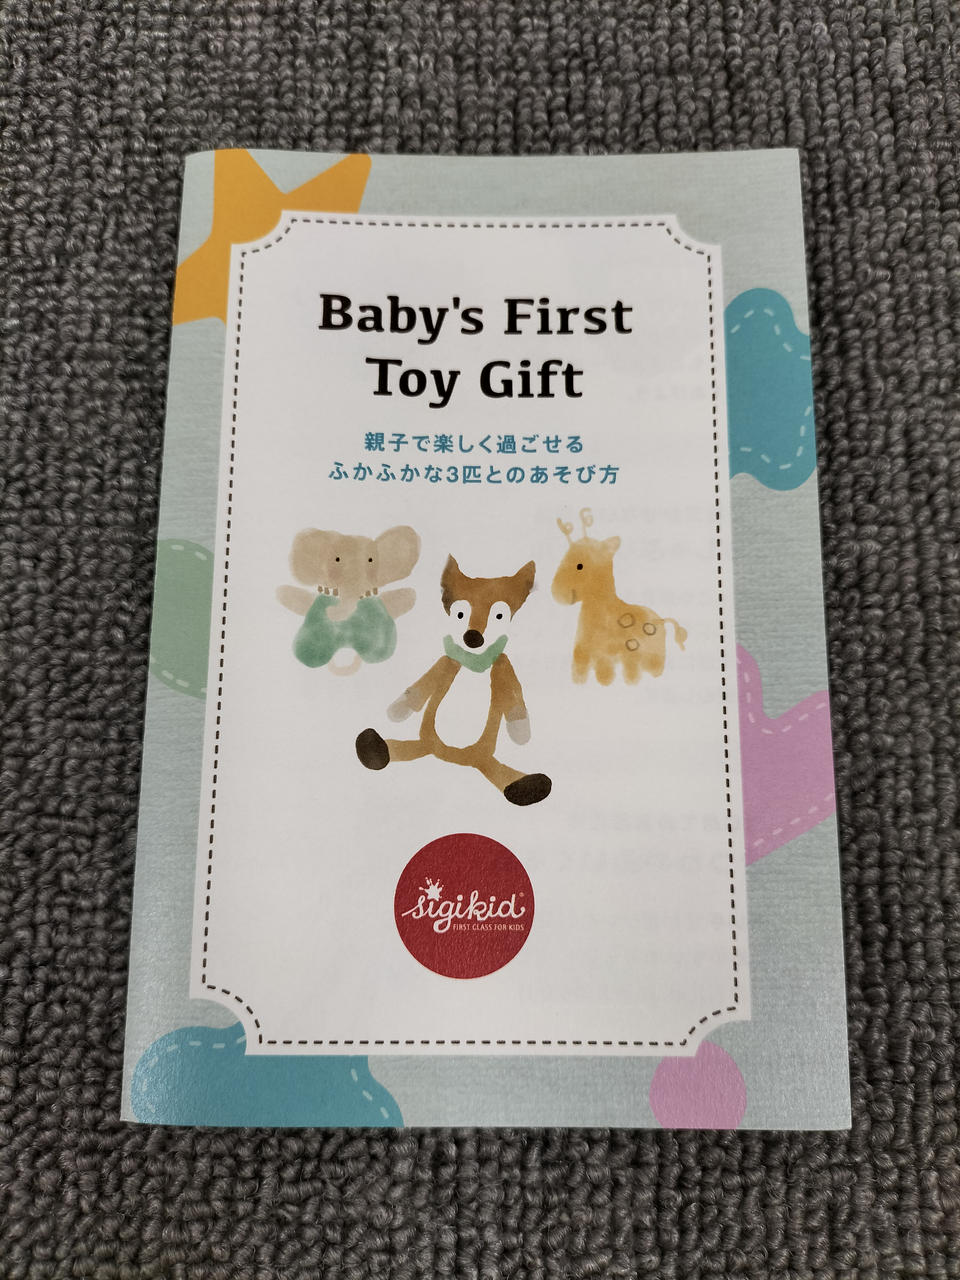 Baby's First
Toy Gift
親子で楽しく過ごせる
ふかふかな3匹とのあそび方
sigikid®
FIRST CLASS FOR KIDS